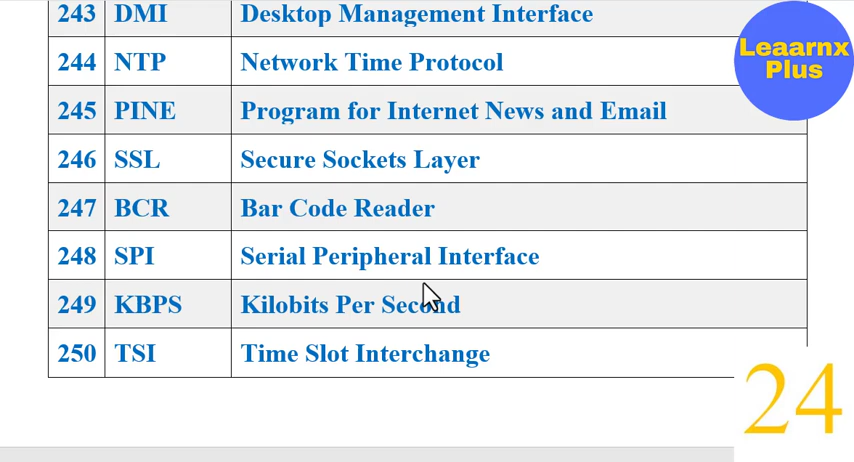 243 DMI Desktop Management Interface
244 NTP Network Time Protocol
245 PINE Program for Internet News and Email
246 SSL Secure Sockets Layer
247 BCR Bar Code Reader
248 SPI Serial Peripheral Interface
249 KBPS Kilobits Per Second
250 TSI Time Slot Interchange
Leaarnx
Plus
24